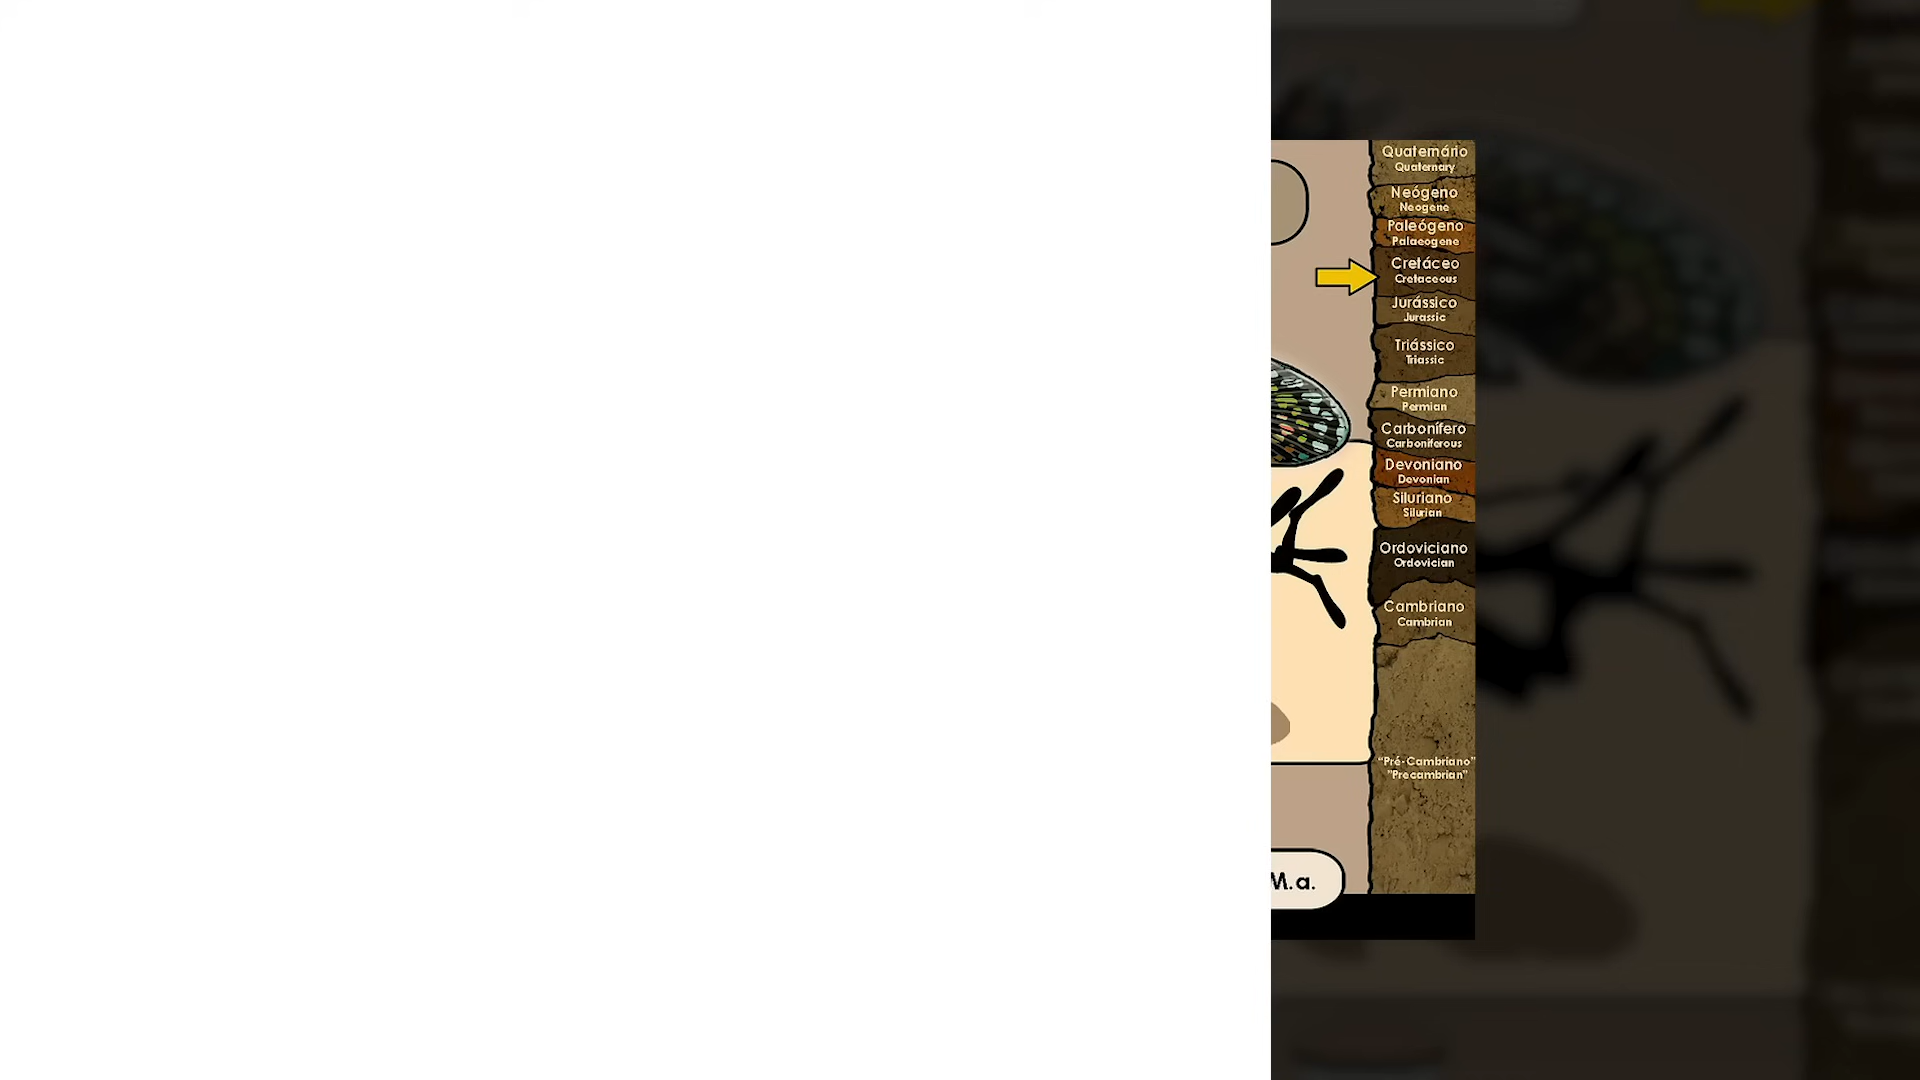 Quaternário
Quaternary
Neógeno
Neogene
Paleógeno
Palaeogene
Cretáceo
Cretaceous
Jurássico
Jurassic
Triássico
Triassic
Permiano
Permian
Carbonífero
Carboniferous
Devoniano
Devonian
Siluriano
Silurian
Ordoviciano
Ordovician
Cambriano
Cambrian
“Pré-Cambriano”
”Precambrian”
M.a.